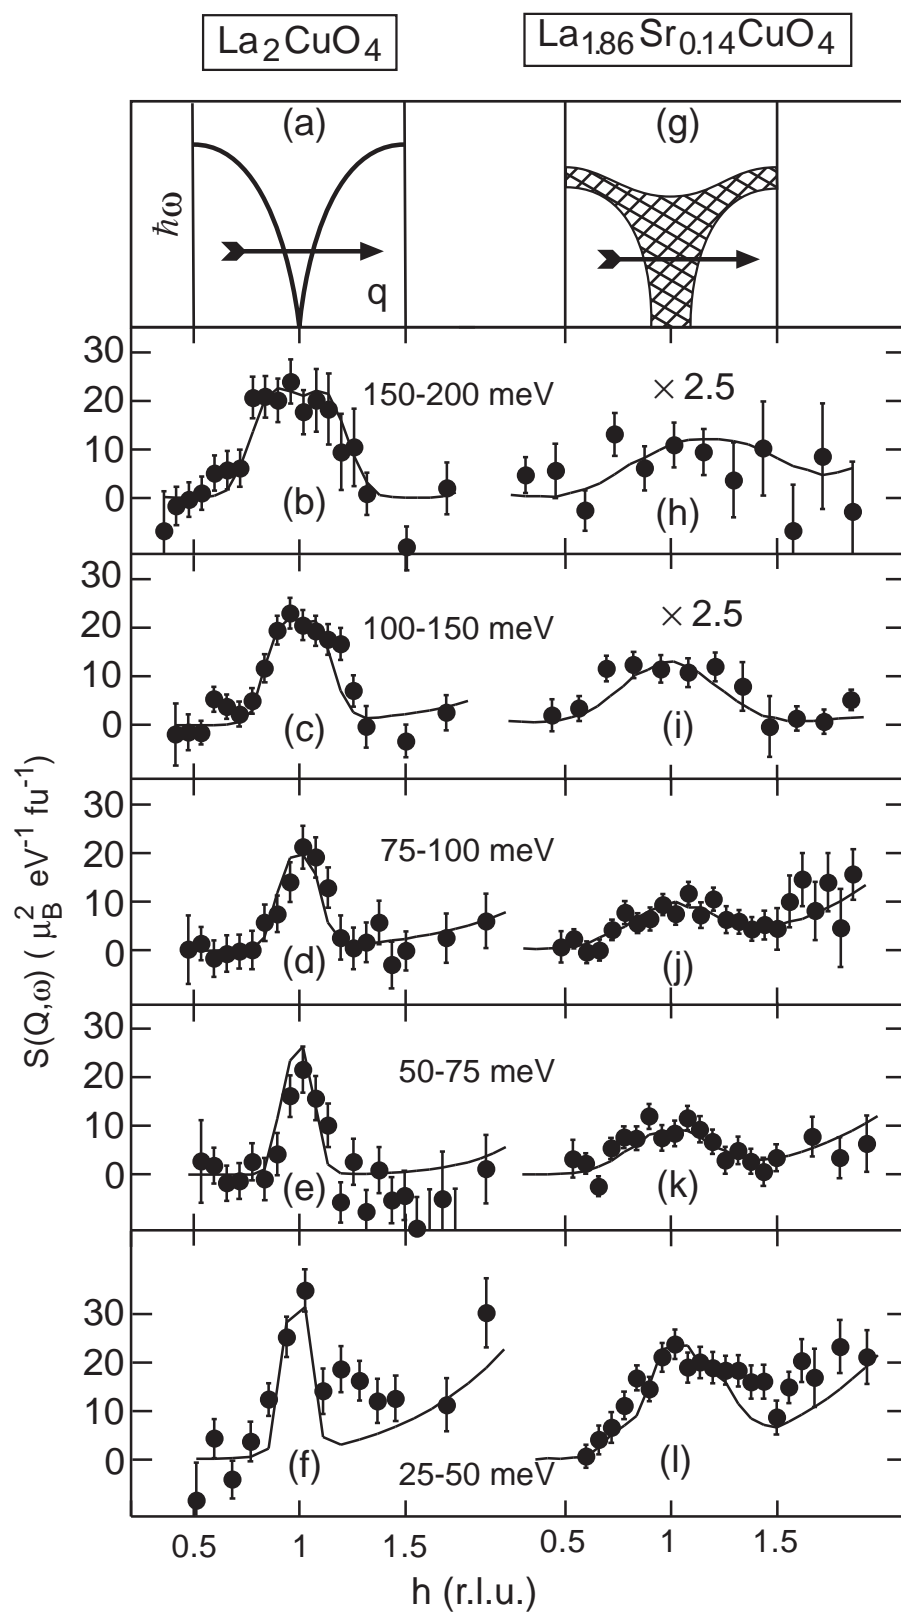 La₂CuO₄ La₁.₈₆Sr₀.₁₄CuO₄
(a) (g)
ħω
q
30
20
10
0
150-200 meV × 2.5
(b) (h)
30
20
10
0
100-150 meV × 2.5
(c) (i)
30
20
10
0
75-100 meV
(d) (j)
30
20
10
0
50-75 meV
(e) (k)
30
20
10
0
(f) 25-50 meV (l)
S(Q,ω) ( μ_B² eV⁻¹ fu⁻¹)
0.5 1 1.5 0.5 1 1.5
h (r.l.u.)